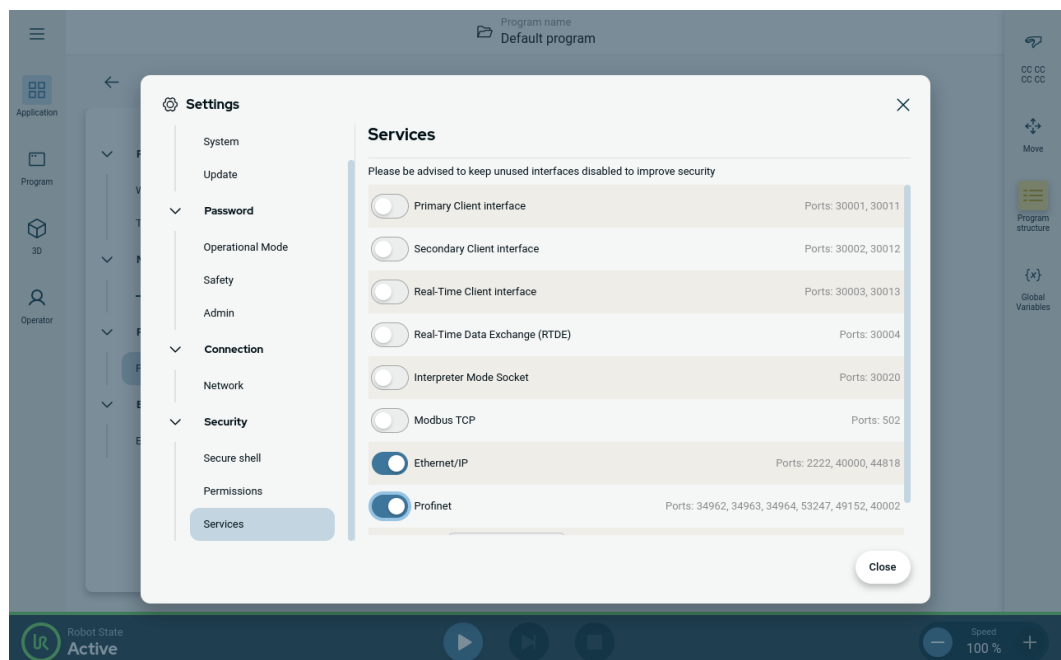 Program name
Default program
Application
Program
3D
Operator
Settings
System
Update
Password
Operational Mode
Safety
Admin
Connection
Network
Security
Secure shell
Permissions
Services
Services
Please be advised to keep unused interfaces disabled to improve security
Primary Client interface Ports: 30001, 30011
Secondary Client interface Ports: 30002, 30012
Real-Time Client interface Ports: 30003, 30013
Real-Time Data Exchange (RTDE) Ports: 30004
Interpreter Mode Socket Ports: 30020
Modbus TCP Ports: 502
Ethernet/IP Ports: 2222, 40000, 44818
Profinet Ports: 34962, 34963, 34964, 53247, 49152, 40002
Close
CC CC
CC CC
Move
Program
structure
{x}
Global
Variables
Robot State
Active
Speed
100 %